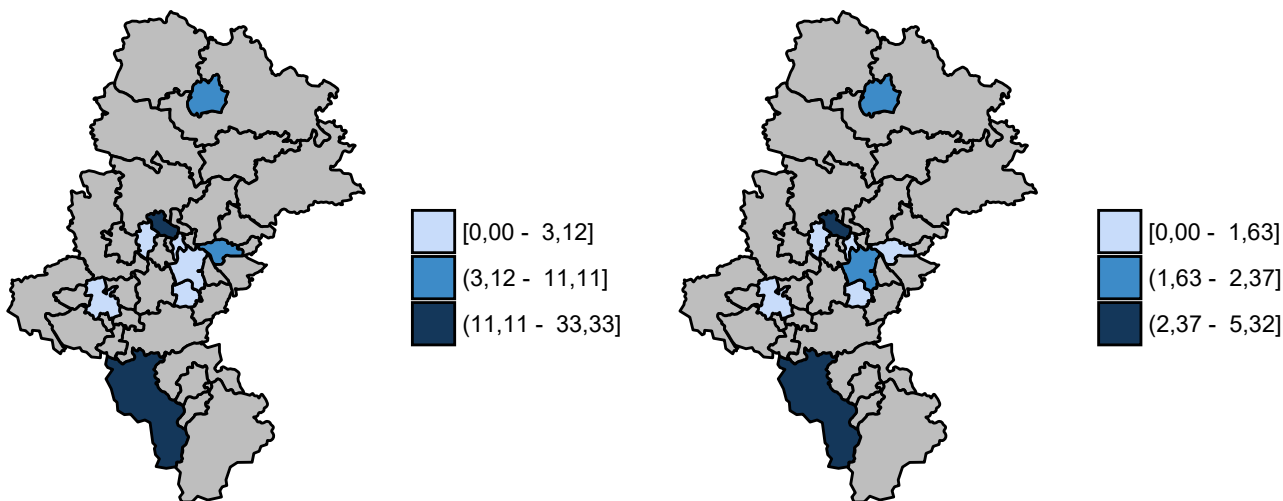 [0,00 -  3,12]
(3,12 -  11,11]
(11,11 -  33,33]
[0,00 -  1,63]
(1,63 -  2,37]
(2,37 -  5,32]